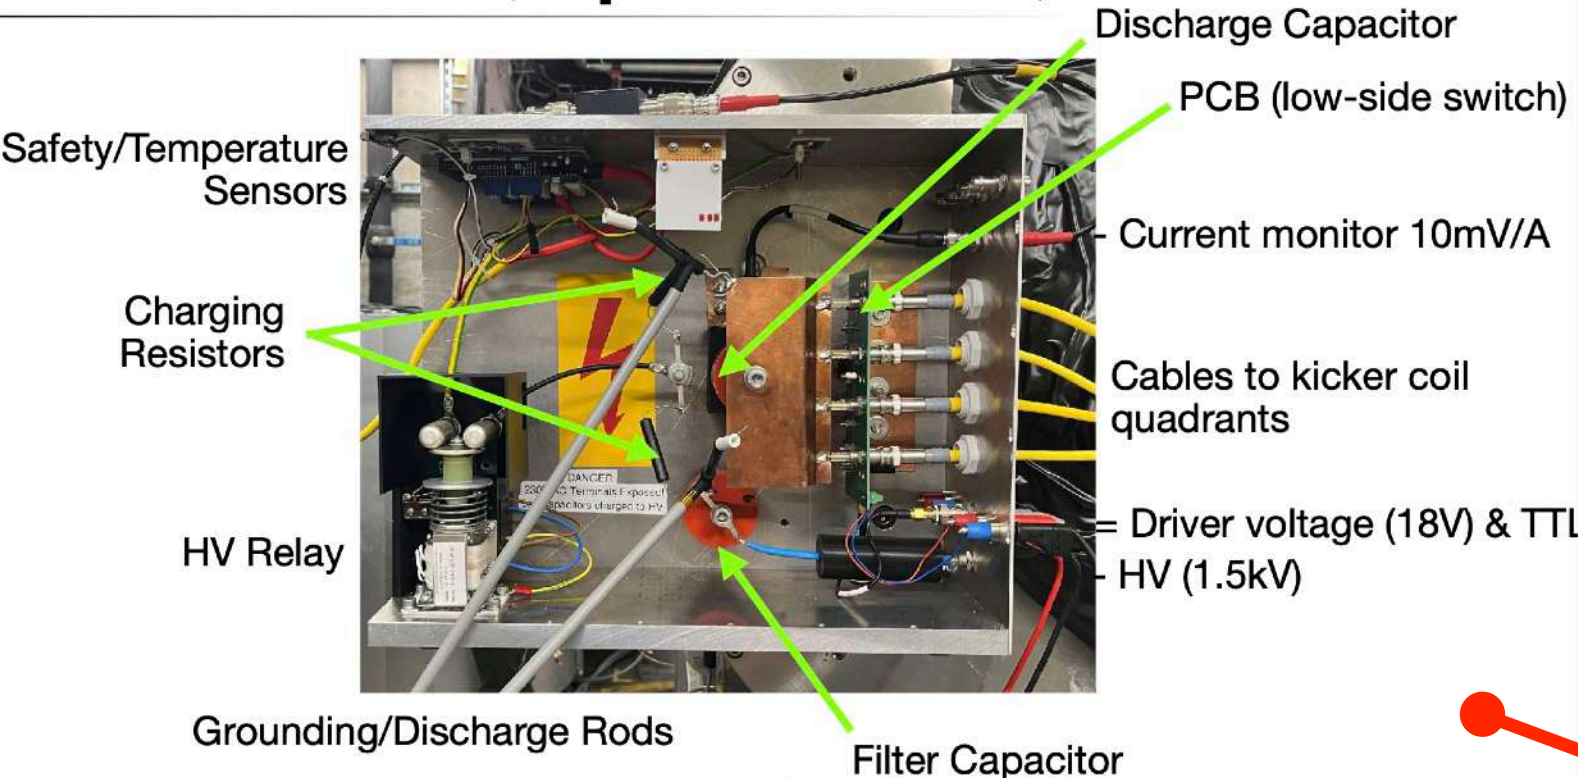 Discharge Capacitor
PCB (low-side switch)
Safety/Temperature
Sensors
- Current monitor 10mV/A
Charging
Resistors
Cables to kicker coil
quadrants
DANGER
Terminals Exposed!
capacitors charged to HV
= Driver voltage (18V) & TTL
HV Relay
- HV (1.5kV)
Grounding/Discharge Rods
Filter Capacitor